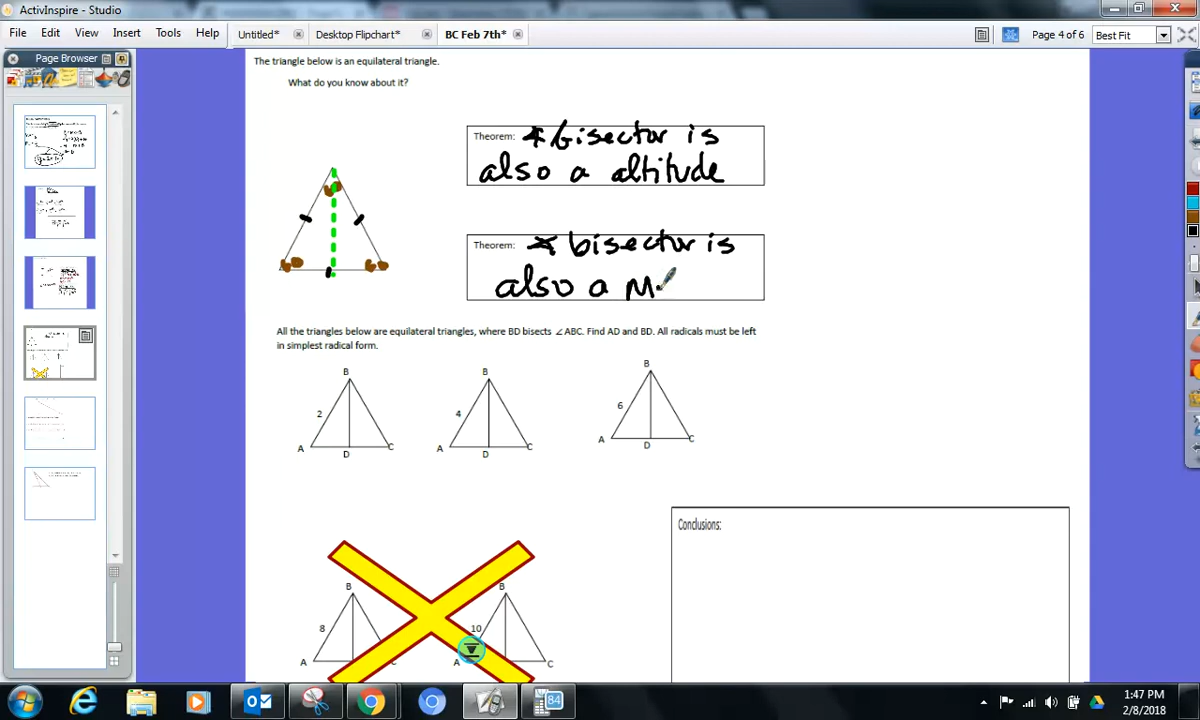 ActivInspire - Studio
File Edit View Insert Tools Help
Untitled* Desktop Flipchart* BC Feb 7th*
Page 4 of 6 Best Fit
Page Browser
The triangle below is an equilateral triangle.
What do you know about it?
Theorem: ∡ bisector is
also a altitude
Theorem: ∡ bisector is
also a M
All the triangles below are equilateral triangles, where BD bisects ∠ABC. Find AD and BD. All radicals must be left
in simplest radical form.
B B B
2 4 6
A D C A D C A D C
Conclusions:
B B
8 10
A C A C
84
1:47 PM
2/8/2018